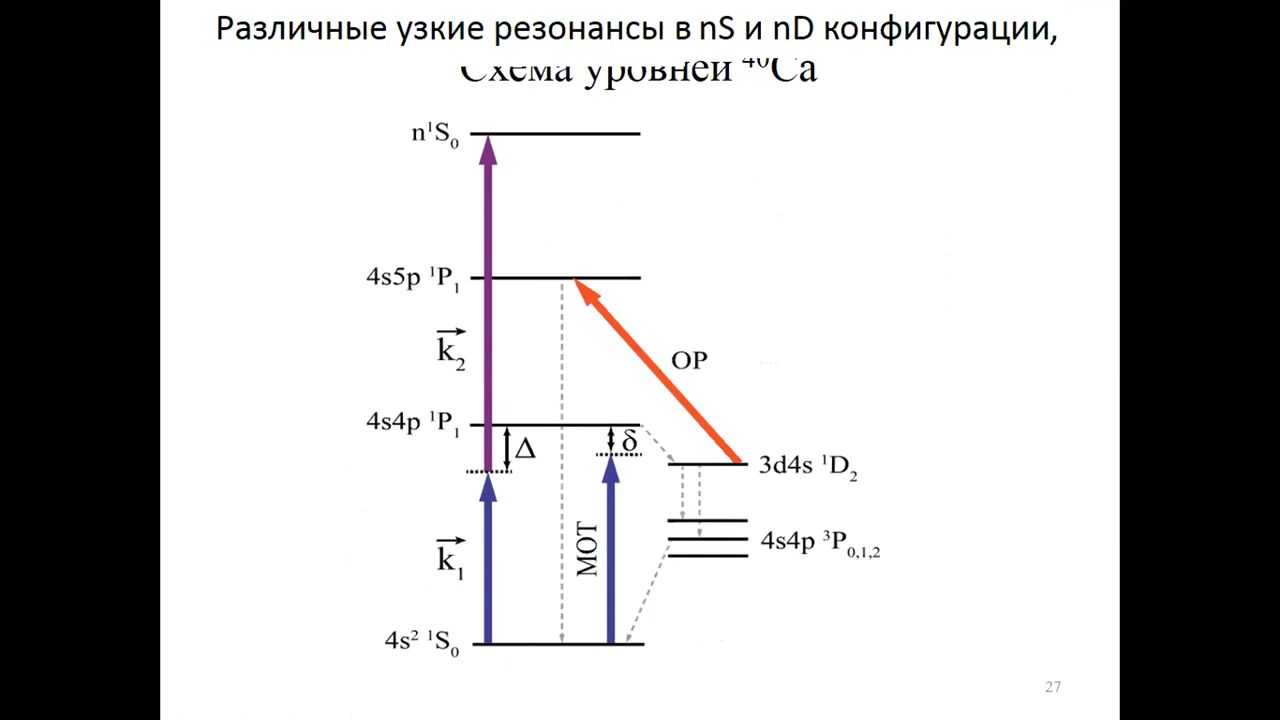 Различные узкие резонансы в nS и nD конфигурации,
Схема уровней ⁴⁰Ca
n¹S₀
4s5p ¹P₁
k₂
OP
4s4p ¹P₁
Δ
δ
3d4s ¹D₂
МОТ
4s4p ³P₀,₁,₂
k₁
4s² ¹S₀
27